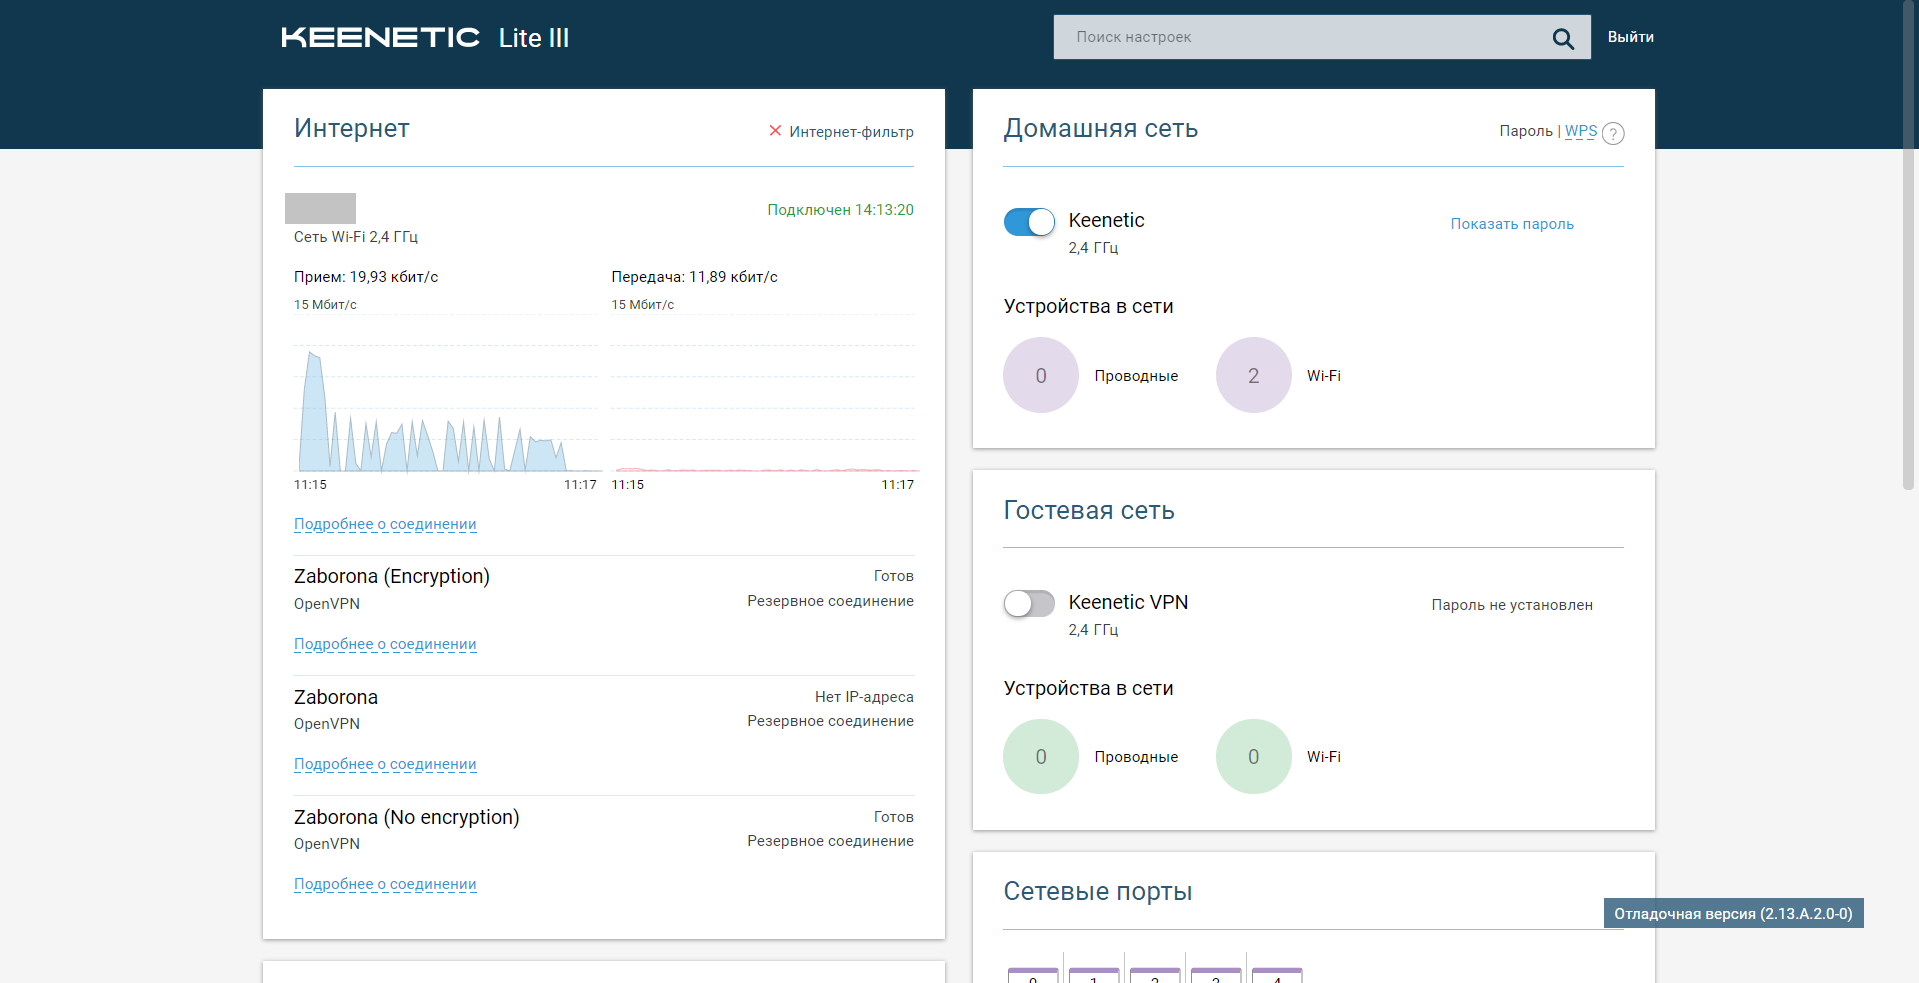 KEENETIC Lite III
Поиск настроек
Выйти
Интернет
Интернет-фильтр
Подключен 14:13:20
Сеть Wi-Fi 2,4 ГГц
Прием: 19,93 кбит/с
15 Мбит/с
11:15
11:17
Передача: 11,89 кбит/с
15 Мбит/с
11:15
11:17
Подробнее о соединении
Zaborona (Encryption)
Готов
OpenVPN
Резервное соединение
Подробнее о соединении
Zaborona
Нет IP-адреса
OpenVPN
Резервное соединение
Подробнее о соединении
Zaborona (No encryption)
Готов
OpenVPN
Резервное соединение
Подробнее о соединении
Домашняя сеть
Пароль | WPS ?
Keenetic
Показать пароль
2,4 ГГц
Устройства в сети
0 Проводные
2 Wi-Fi
Гостевая сеть
Keenetic VPN
Пароль не установлен
2,4 ГГц
Устройства в сети
0 Проводные
0 Wi-Fi
Сетевые порты
Отладочная версия (2.13.A.2.0-0)
0 1 2 3 4